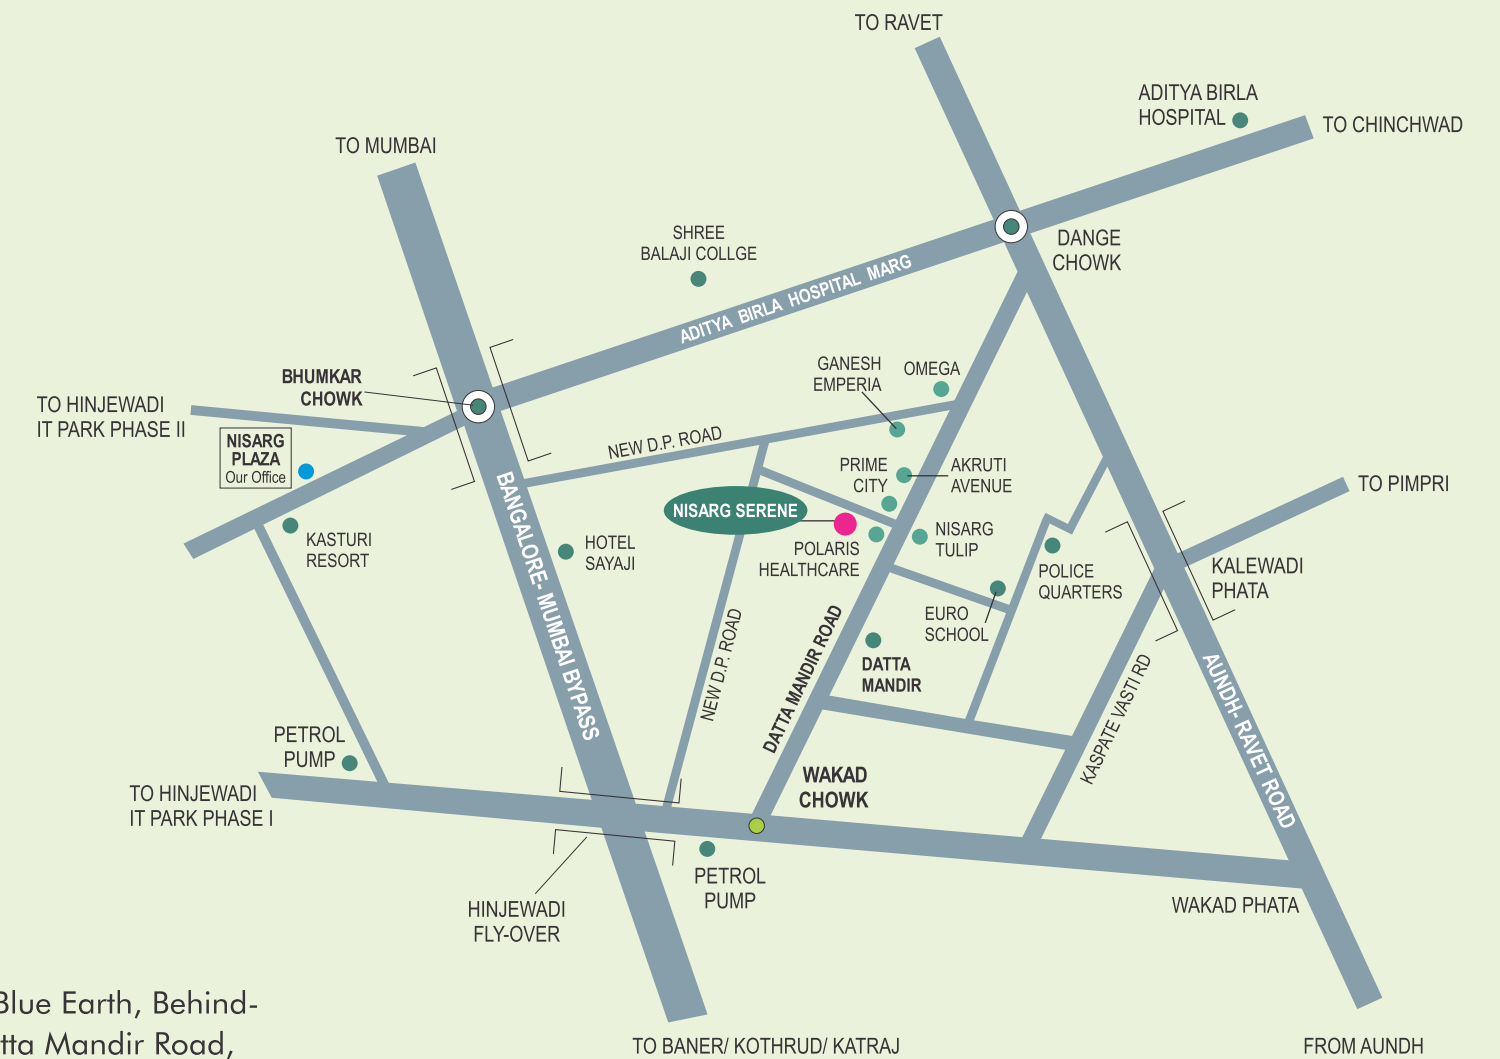 TO RAVET
ADITYA BIRLA
HOSPITAL
TO CHINCHWAD
TO MUMBAI
SHREE
BALAJI COLLGE
DANGE
CHOWK
ADITYA BIRLA HOSPITAL MARG
BHUMKAR
CHOWK
GANESH
EMPERIA
OMEGA
TO HINJEWADI
IT PARK PHASE II
NISARG
PLAZA
Our Office
NEW D.P. ROAD
PRIME
CITY
AKRUTI
AVENUE
TO PIMPRI
NISARG SERENE
BANGALORE- MUMBAI BYPASS
KASTURI
RESORT
HOTEL
SAYAJI
POLARIS
HEALTHCARE
NISARG
TULIP
POLICE
QUARTERS
KALEWADI
PHATA
EURO
SCHOOL
NEW D.P. ROAD
DATTA MANDIR ROAD
DATTA
MANDIR
KASPATE VASTI RD
AUNDH- RAVET ROAD
PETROL
PUMP
TO HINJEWADI
IT PARK PHASE I
WAKAD
CHOWK
PETROL
PUMP
HINJEWADI
FLY-OVER
WAKAD PHATA
Blue Earth, Behind-
tta Mandir Road,
TO BANER/ KOTHRUD/ KATRAJ
FROM AUNDH